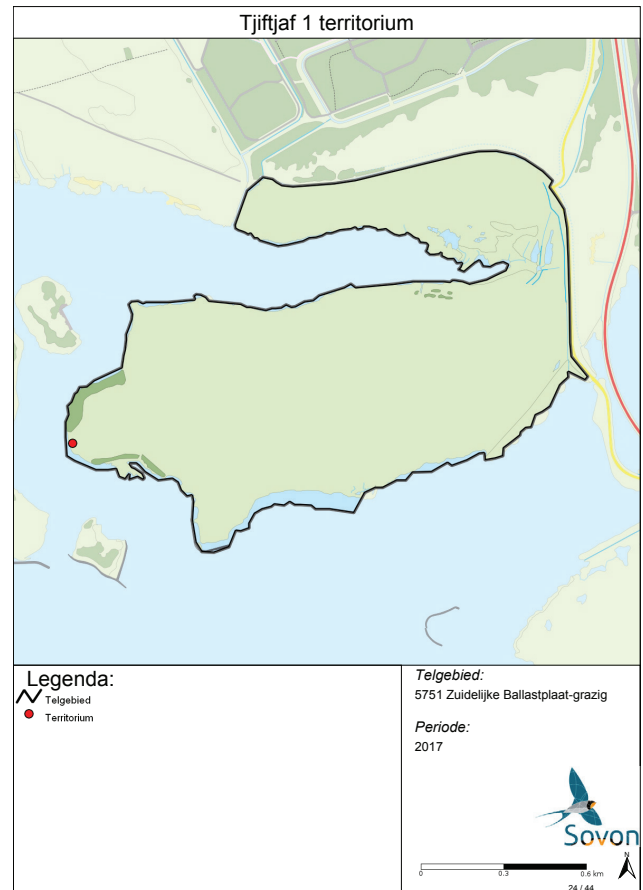 Tjiftjaf 1 territorium
Legenda:
Telgebied
Territorium
Telgebied:
5751 Zuidelijke Ballastplaat-grazig
Periode:
2017
Sovon
N
0 0.3 0.6 km
24 / 44